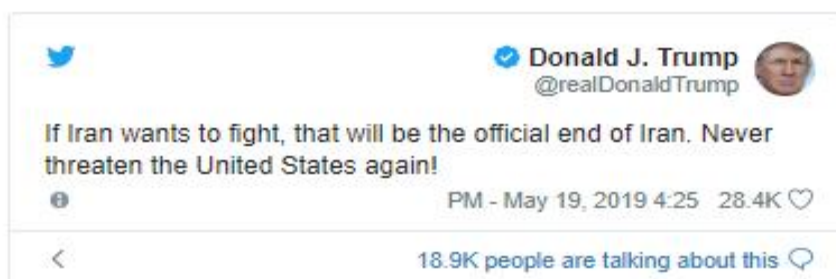 Donald J. Trump
@realDonaldTrump
If Iran wants to fight, that will be the official end of Iran. Never
threaten the United States again!
PM - May 19, 2019 4:25 28.4K
18.9K people are talking about this